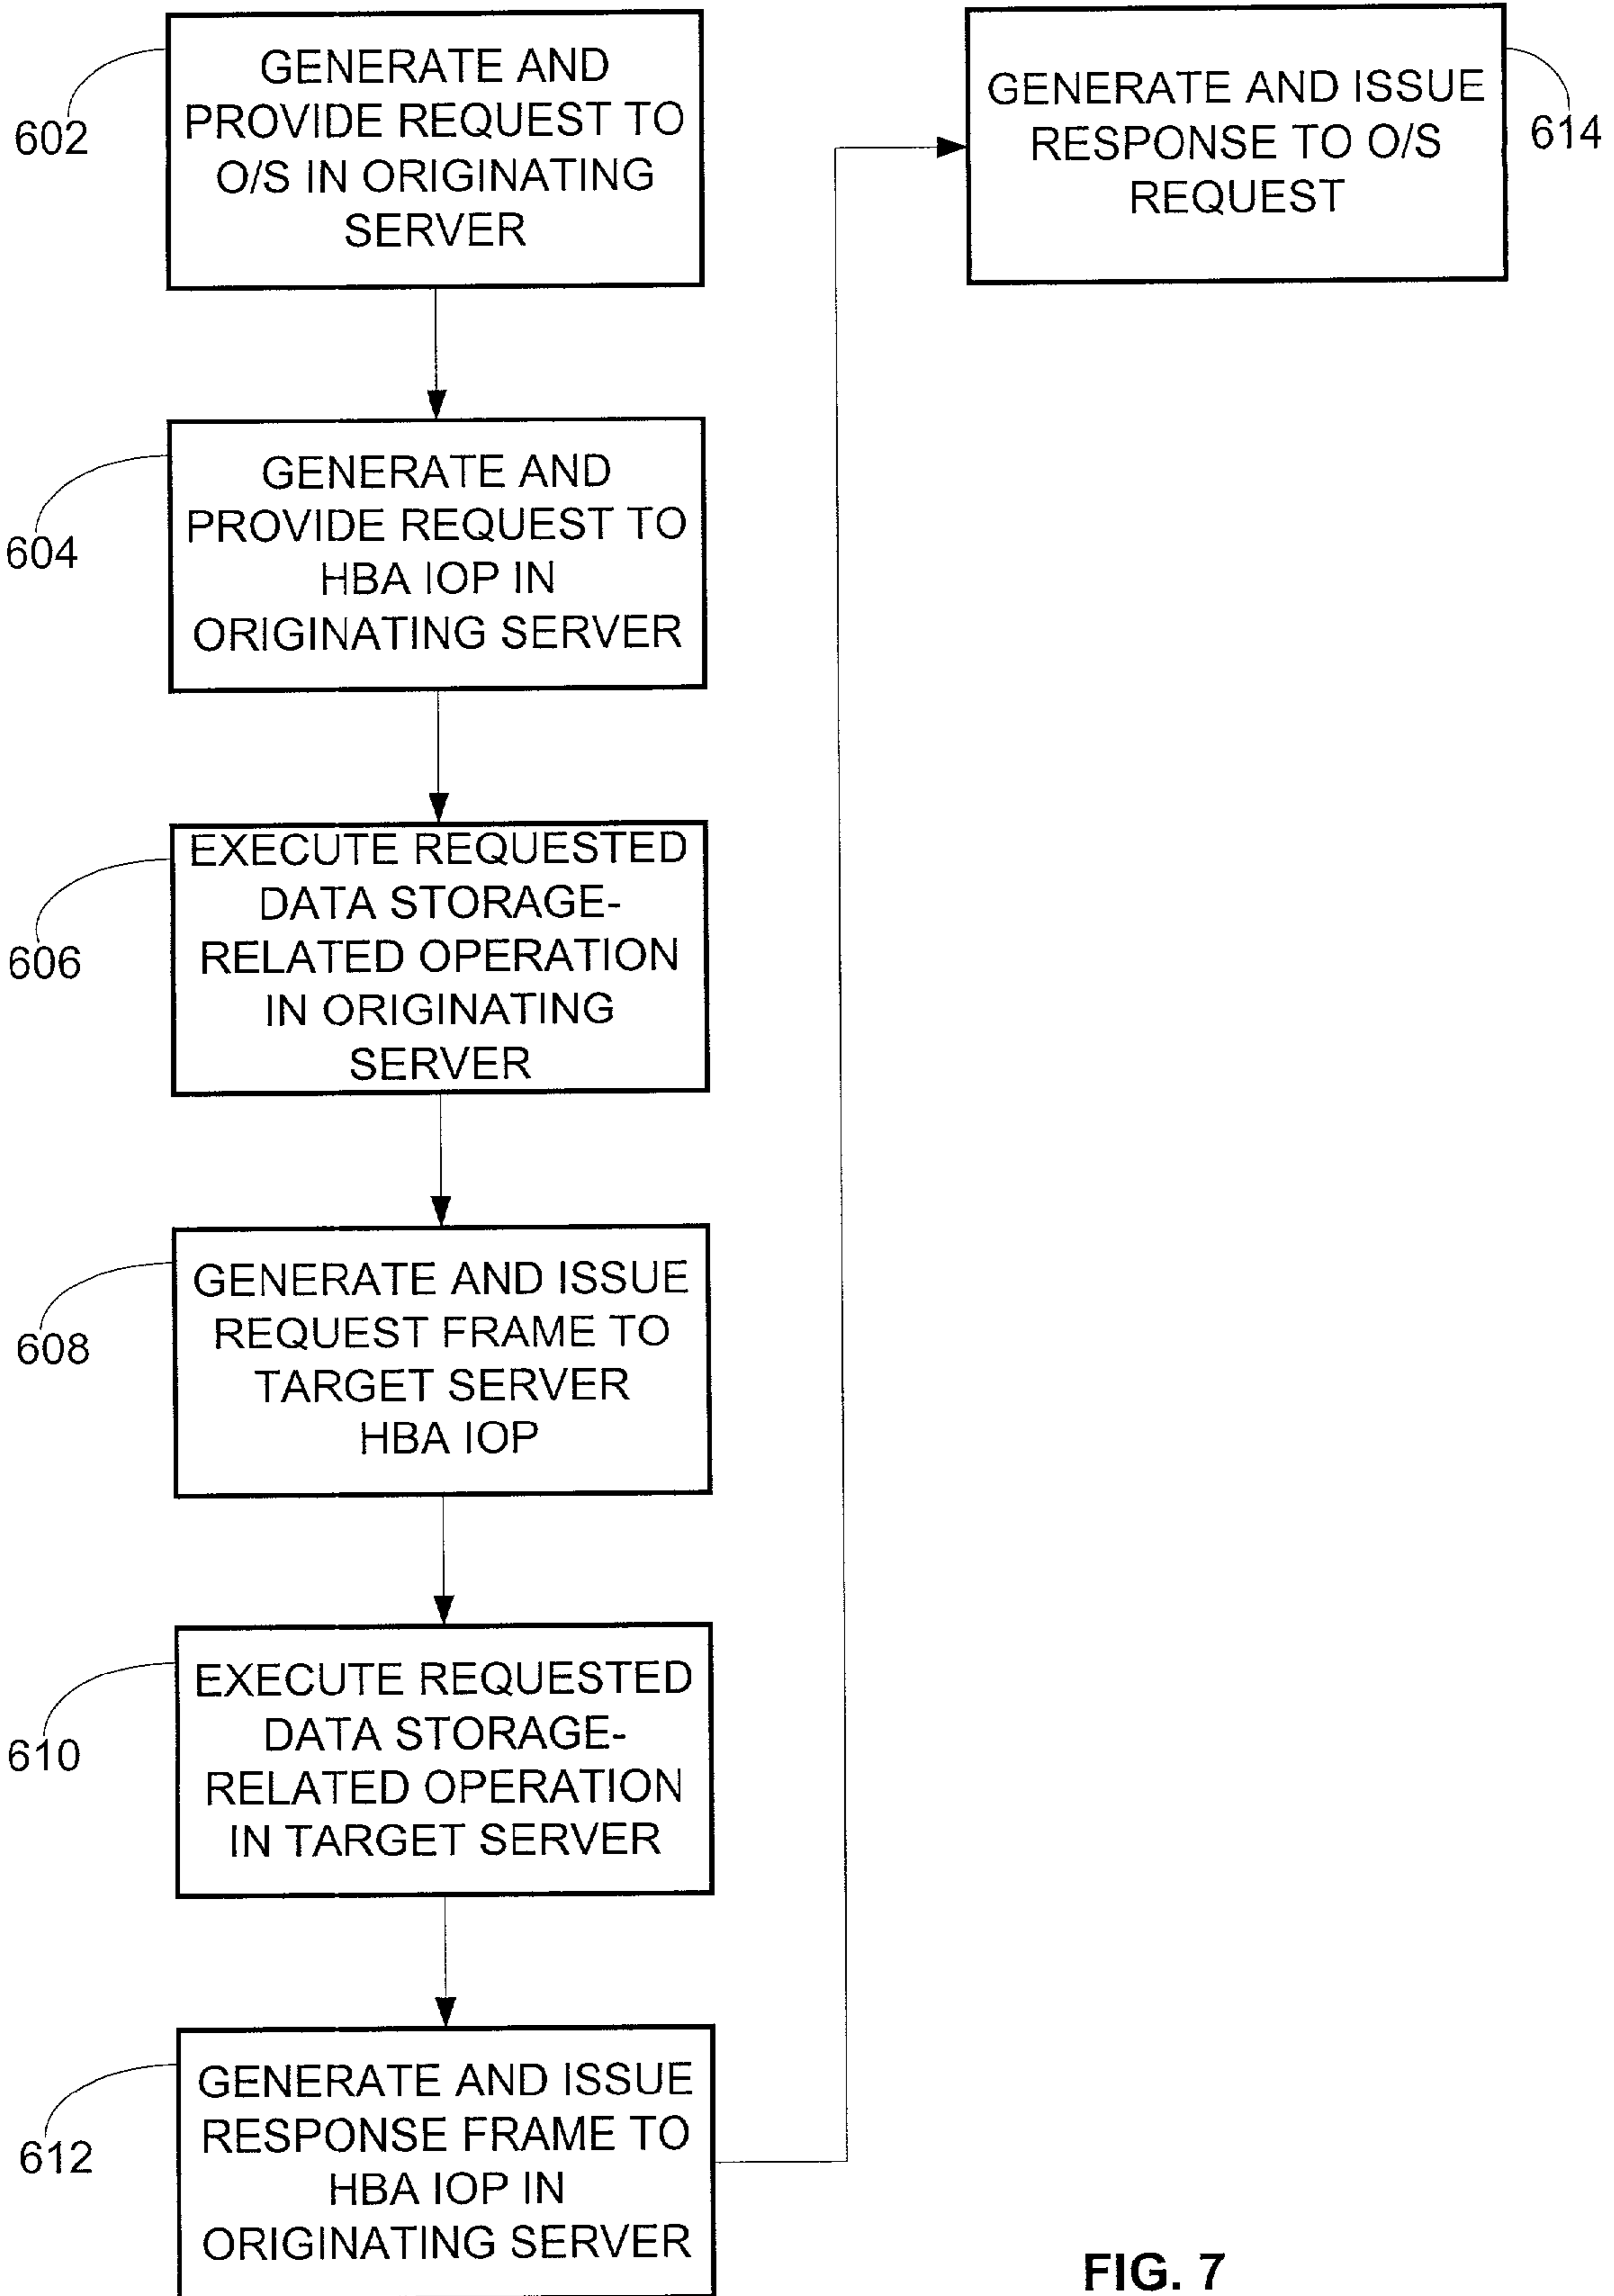 602
GENERATE AND
PROVIDE REQUEST TO
O/S IN ORIGINATING
SERVER
604
GENERATE AND
PROVIDE REQUEST TO
HBA IOP IN
ORIGINATING SERVER
606
EXECUTE REQUESTED
DATA STORAGE-
RELATED OPERATION
IN ORIGINATING
SERVER
608
GENERATE AND ISSUE
REQUEST FRAME TO
TARGET SERVER
HBA IOP
610
EXECUTE REQUESTED
DATA STORAGE-
RELATED OPERATION
IN TARGET SERVER
612
GENERATE AND ISSUE
RESPONSE FRAME TO
HBA IOP IN
ORIGINATING SERVER
GENERATE AND ISSUE
RESPONSE TO O/S
REQUEST
614
FIG. 7